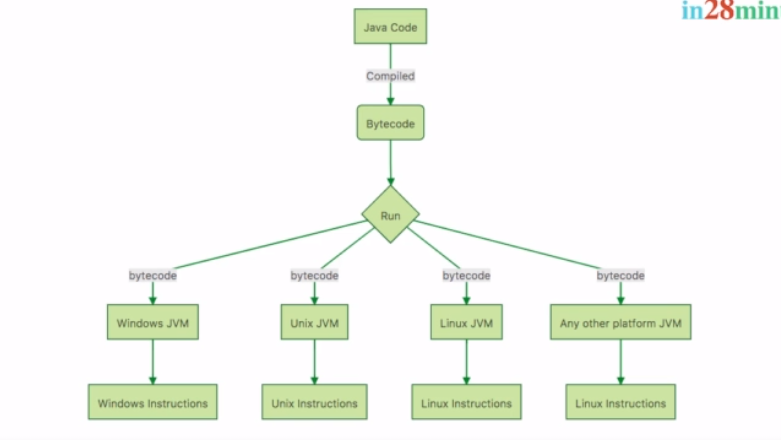 in28min
Java Code
Compiled
Bytecode
Run
bytecode bytecode bytecode bytecode
Windows JVM Unix JVM Linux JVM Any other platform JVM
Windows Instructions Unix Instructions Linux Instructions Linux Instructions